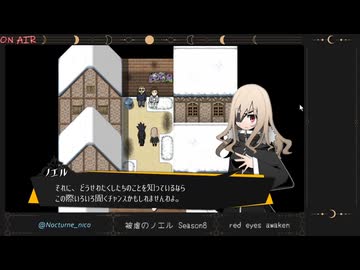 ON AIR
ノエル
それに、どうせわたくしたちのことを知っているなら
この際いろいろ聞くチャンスかもしれませんわよ。
@Nocturne_nico
被虐のノエル Season8
red eyes awaken